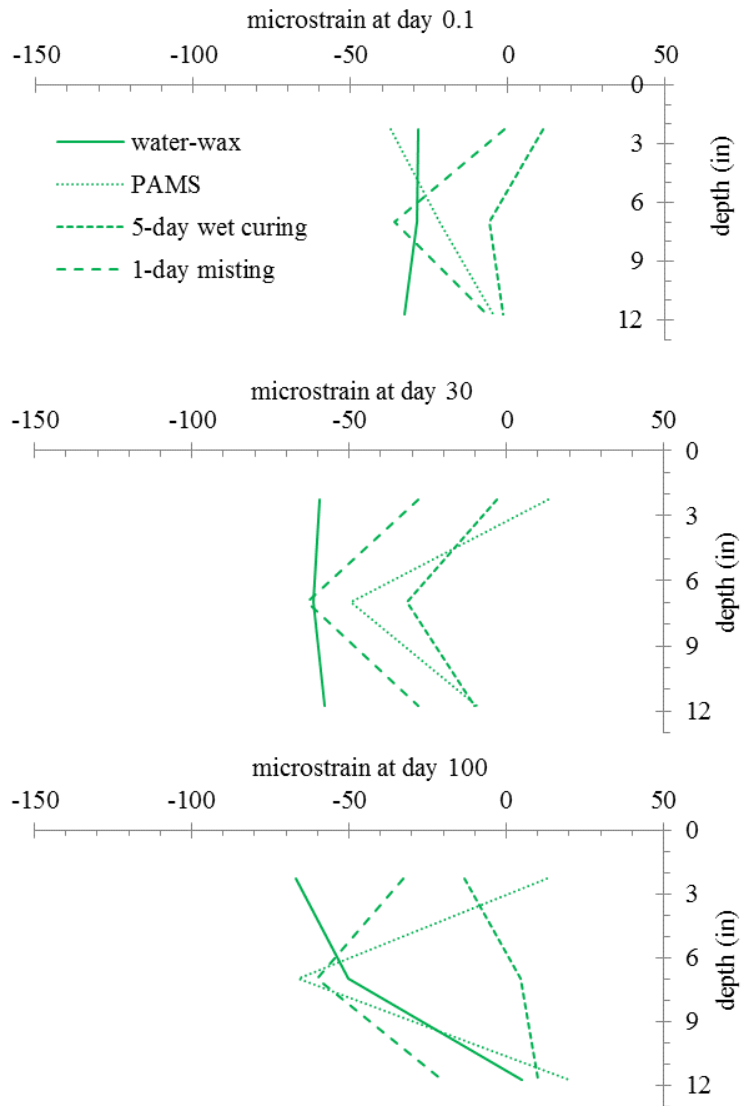 microstrain at day 0.1
-150 -100 -50 0 50
0
water-wax
3
PAMS
5-day wet curing
6
1-day misting
9
12
depth (in)
microstrain at day 30
-150 -100 -50 0 50
0
3
6
9
12
depth (in)
microstrain at day 100
-150 -100 -50 0 50
0
3
6
9
12
depth (in)